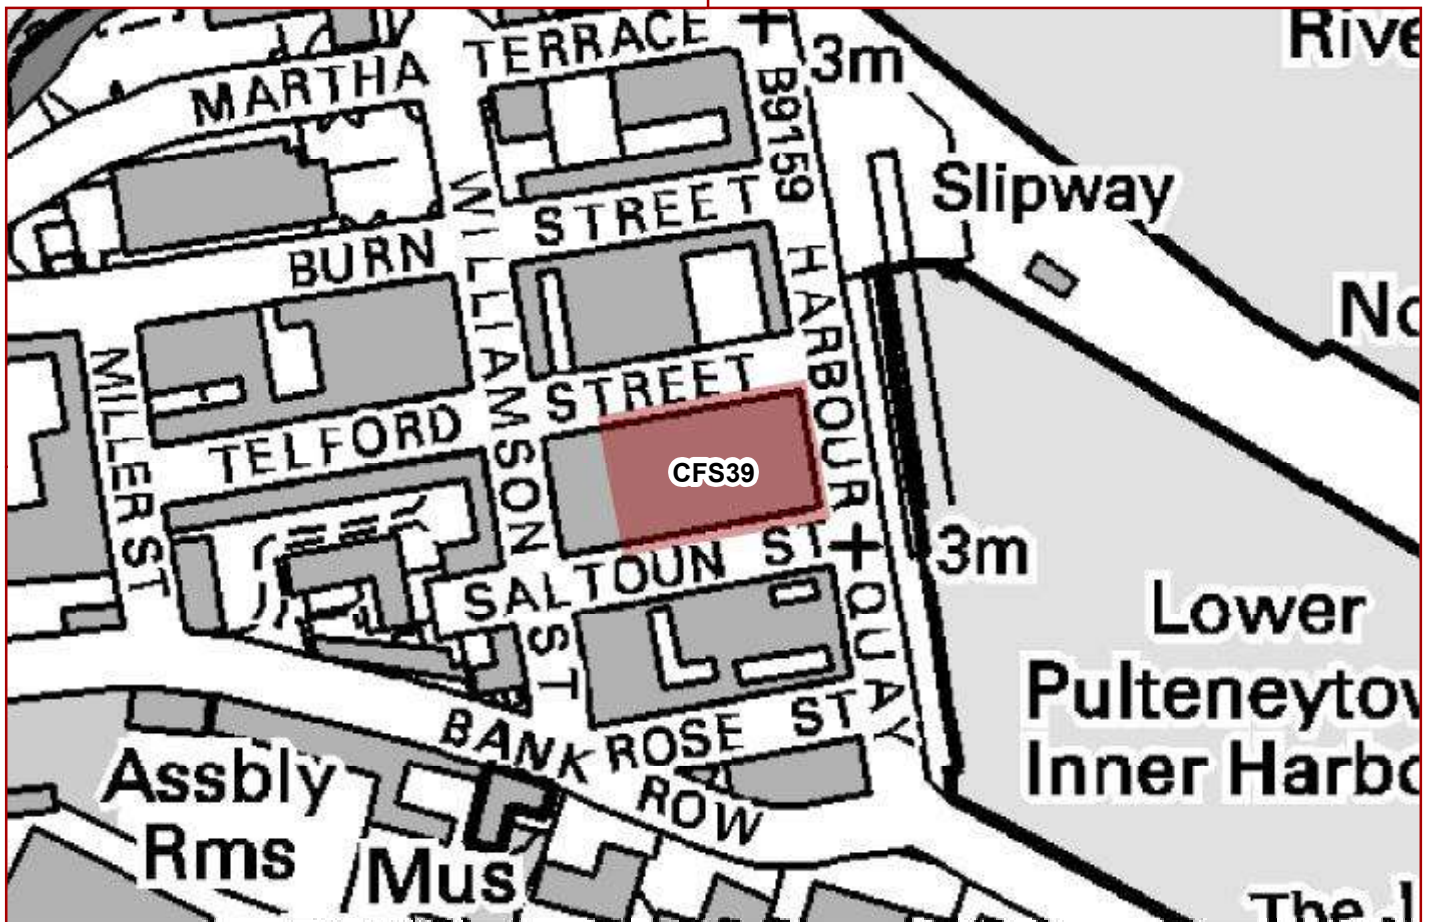 MARTHA TERRACE
B9159
3m
Rive
Slipway
BURN STREET
WILLIAMSON ST
HARBOUR QUAY
No
MILLER ST
TELFORD STREET
CFS39
SALTOUN ST
3m
Lower
Pulteneytow
Inner Harbo
BANK ROW
ROSE ST
Assbly
Rms
Mus
The